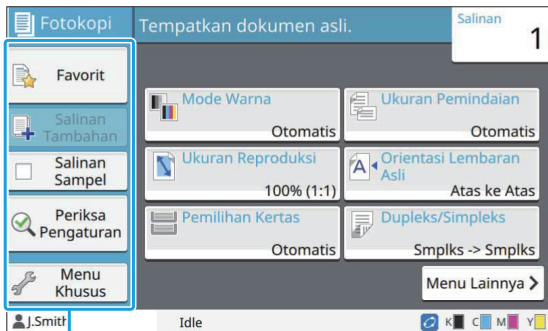 Fotokopi
Tempatkan dokumen asli.
Salinan
1
Favorit
Salinan
Tambahan
Salinan
Sampel
Periksa
Pengaturan
Menu
Khusus
Mode Warna
Otomatis
Ukuran Pemindaian
Otomatis
Ukuran Reproduksi
100% (1:1)
Orientasi Lembaran
Asli
Atas ke Atas
Pemilihan Kertas
Otomatis
Dupleks/Simpleks
Smplks -> Smplks
Menu Lainnya
J.Smith
Idle
K C M Y